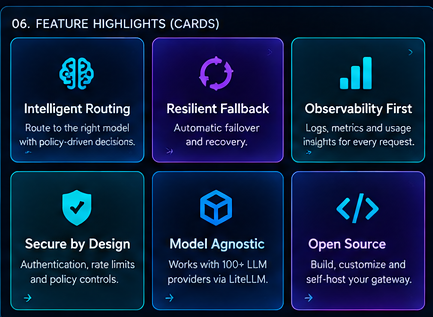 06. FEATURE HIGHLIGHTS (CARDS)
Intelligent Routing
Route to the right model
with policy-driven decisions.
Resilient Fallback
Automatic failover
and recovery.
Observability First
Logs, metrics and usage
insights for every request.
Secure by Design
Authentication, rate limits
and policy controls.
Model Agnostic
Works with 100+ LLM
providers via LiteLLM.
Open Source
Build, customize and
self-host your gateway.